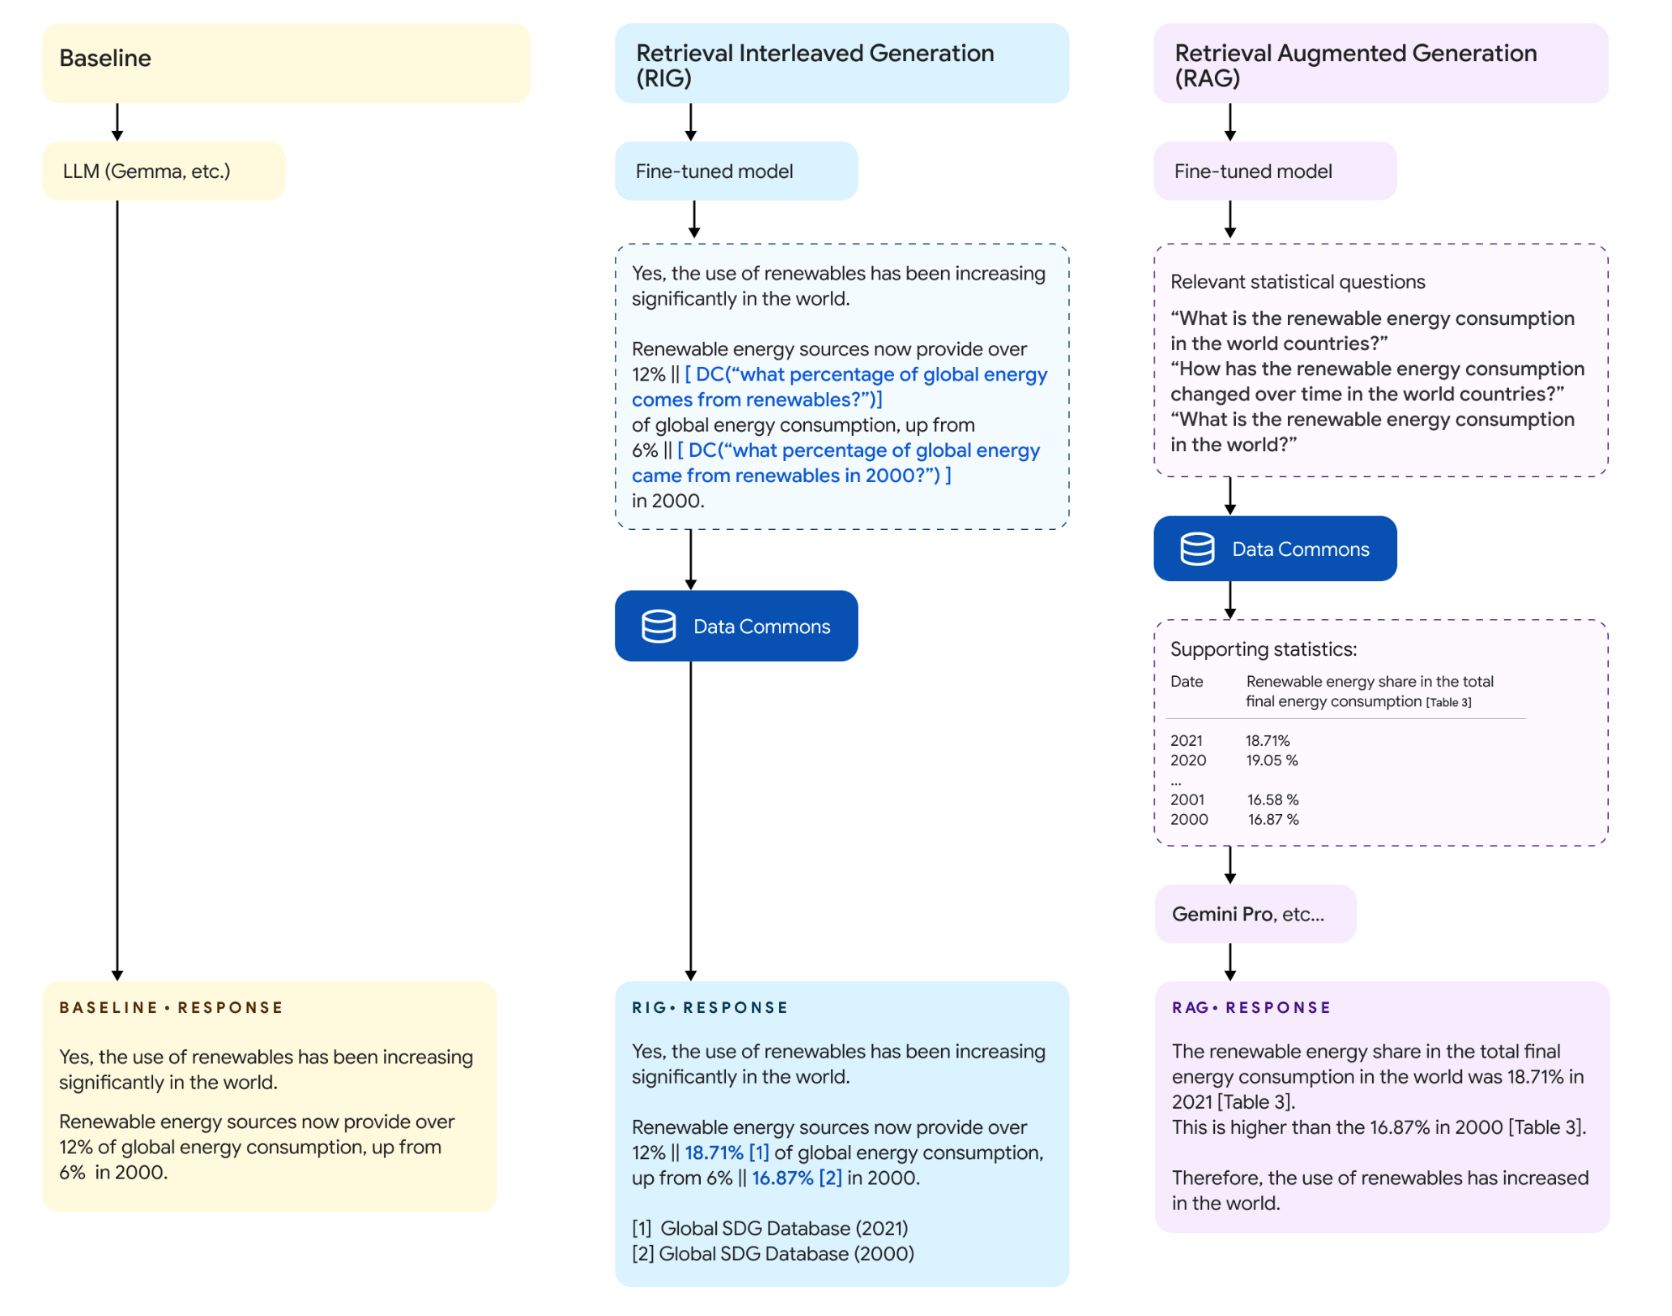 Baseline
LLM (Gemma, etc.)
BASELINE • RESPONSE
Yes, the use of renewables has been increasing
significantly in the world.
Renewable energy sources now provide over
12% of global energy consumption, up from
6% in 2000.
Retrieval Interleaved Generation
(RIG)
Fine-tuned model
Yes, the use of renewables has been increasing
significantly in the world.
Renewable energy sources now provide over
12% || [ DC(“what percentage of global energy
comes from renewables?”)]
of global energy consumption, up from
6% || [ DC(“what percentage of global energy
came from renewables in 2000?”) ]
in 2000.
Data Commons
RIG• RESPONSE
Yes, the use of renewables has been increasing
significantly in the world.
Renewable energy sources now provide over
12% || 18.71% [1] of global energy consumption,
up from 6% || 16.87% [2] in 2000.
[1] Global SDG Database (2021)
[2] Global SDG Database (2000)
Retrieval Augmented Generation
(RAG)
Fine-tuned model
Relevant statistical questions
“What is the renewable energy consumption
in the world countries?”
“How has the renewable energy consumption
changed over time in the world countries?”
“What is the renewable energy consumption
in the world?”
Data Commons
Supporting statistics:
Date Renewable energy share in the total
final energy consumption [Table 3]
2021 18.71%
2020 19.05 %
...
2001 16.58 %
2000 16.87 %
Gemini Pro, etc...
RAG• RESPONSE
The renewable energy share in the total final
energy consumption in the world was 18.71% in
2021 [Table 3].
This is higher than the 16.87% in 2000 [Table 3].
Therefore, the use of renewables has increased
in the world.